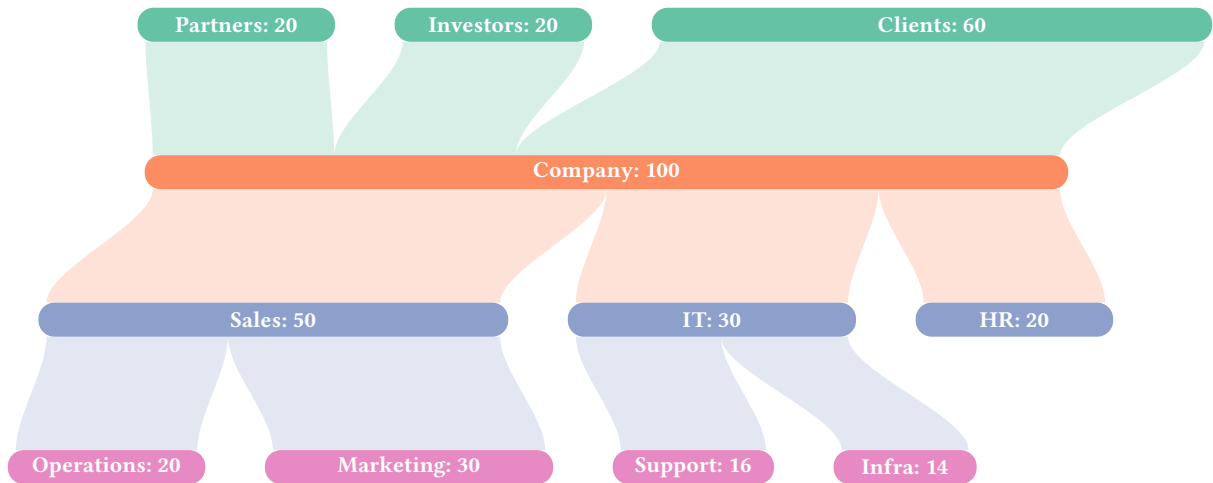 Partners: 20
Investors: 20
Clients: 60
Company: 100
Sales: 50
IT: 30
HR: 20
Operations: 20
Marketing: 30
Support: 16
Infra: 14